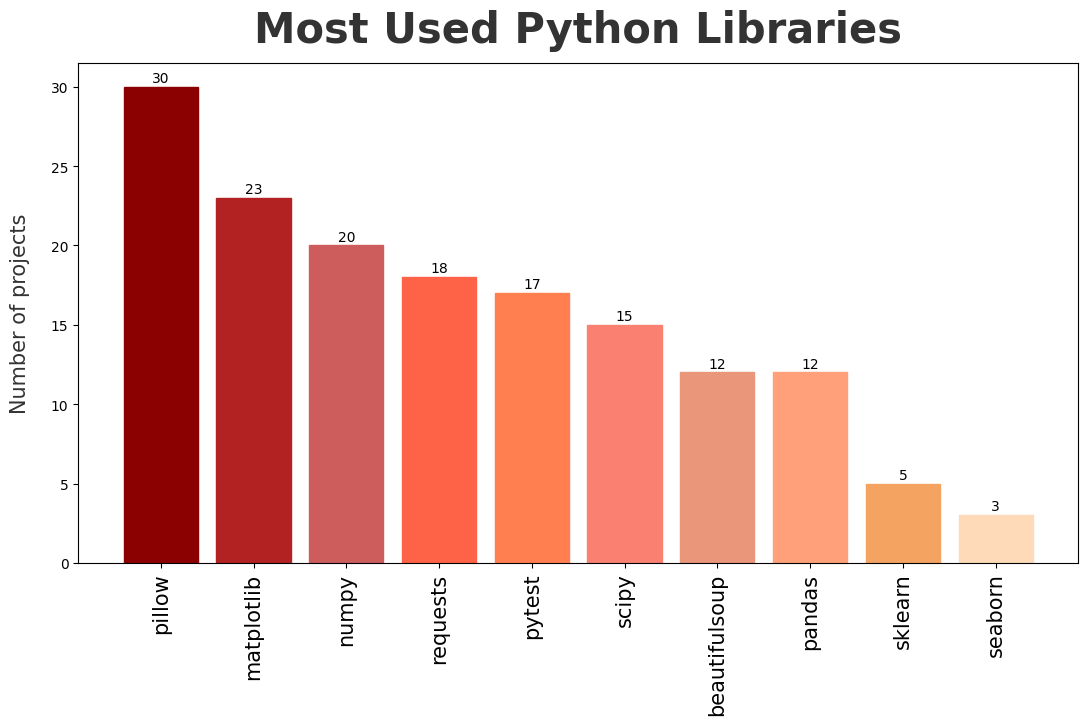 Most Used Python Libraries
Number of projects
30
25
20
15
10
5
0
30
23
20
18
17
15
12
12
5
3
pillow
matplotlib
numpy
requests
pytest
scipy
beautifulsoup
pandas
sklearn
seaborn